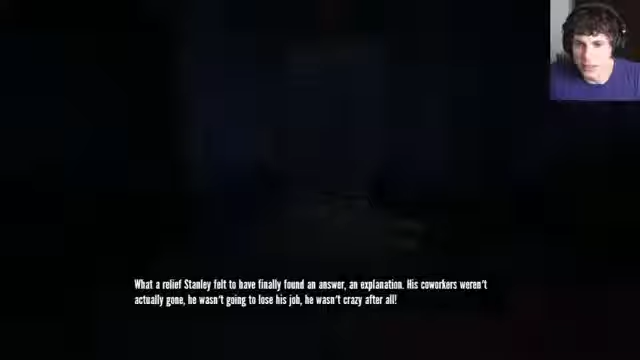 What a relief Stanley felt to have finally found an answer, an explanation. His coworkers weren't
actually gone, he wasn't going to lose his job, he wasn't crazy after all!